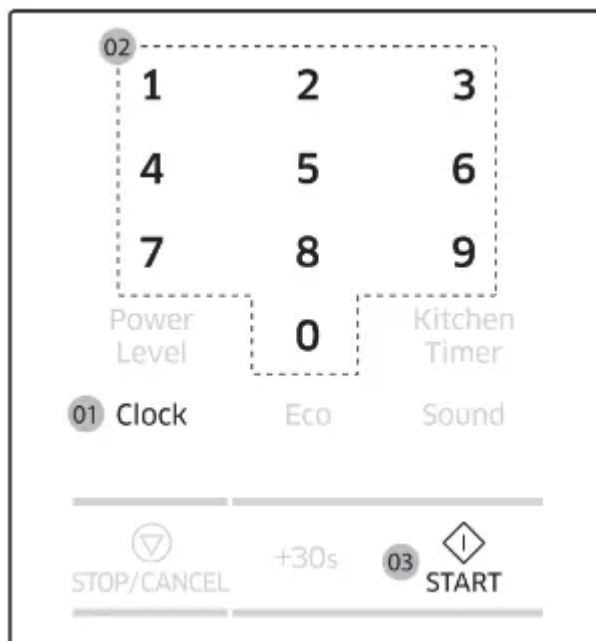 02
1 2 3
4 5 6
7 8 9
Power Level
0
Kitchen Timer
01 Clock Eco Sound
STOP/CANCEL
+30s
03 START